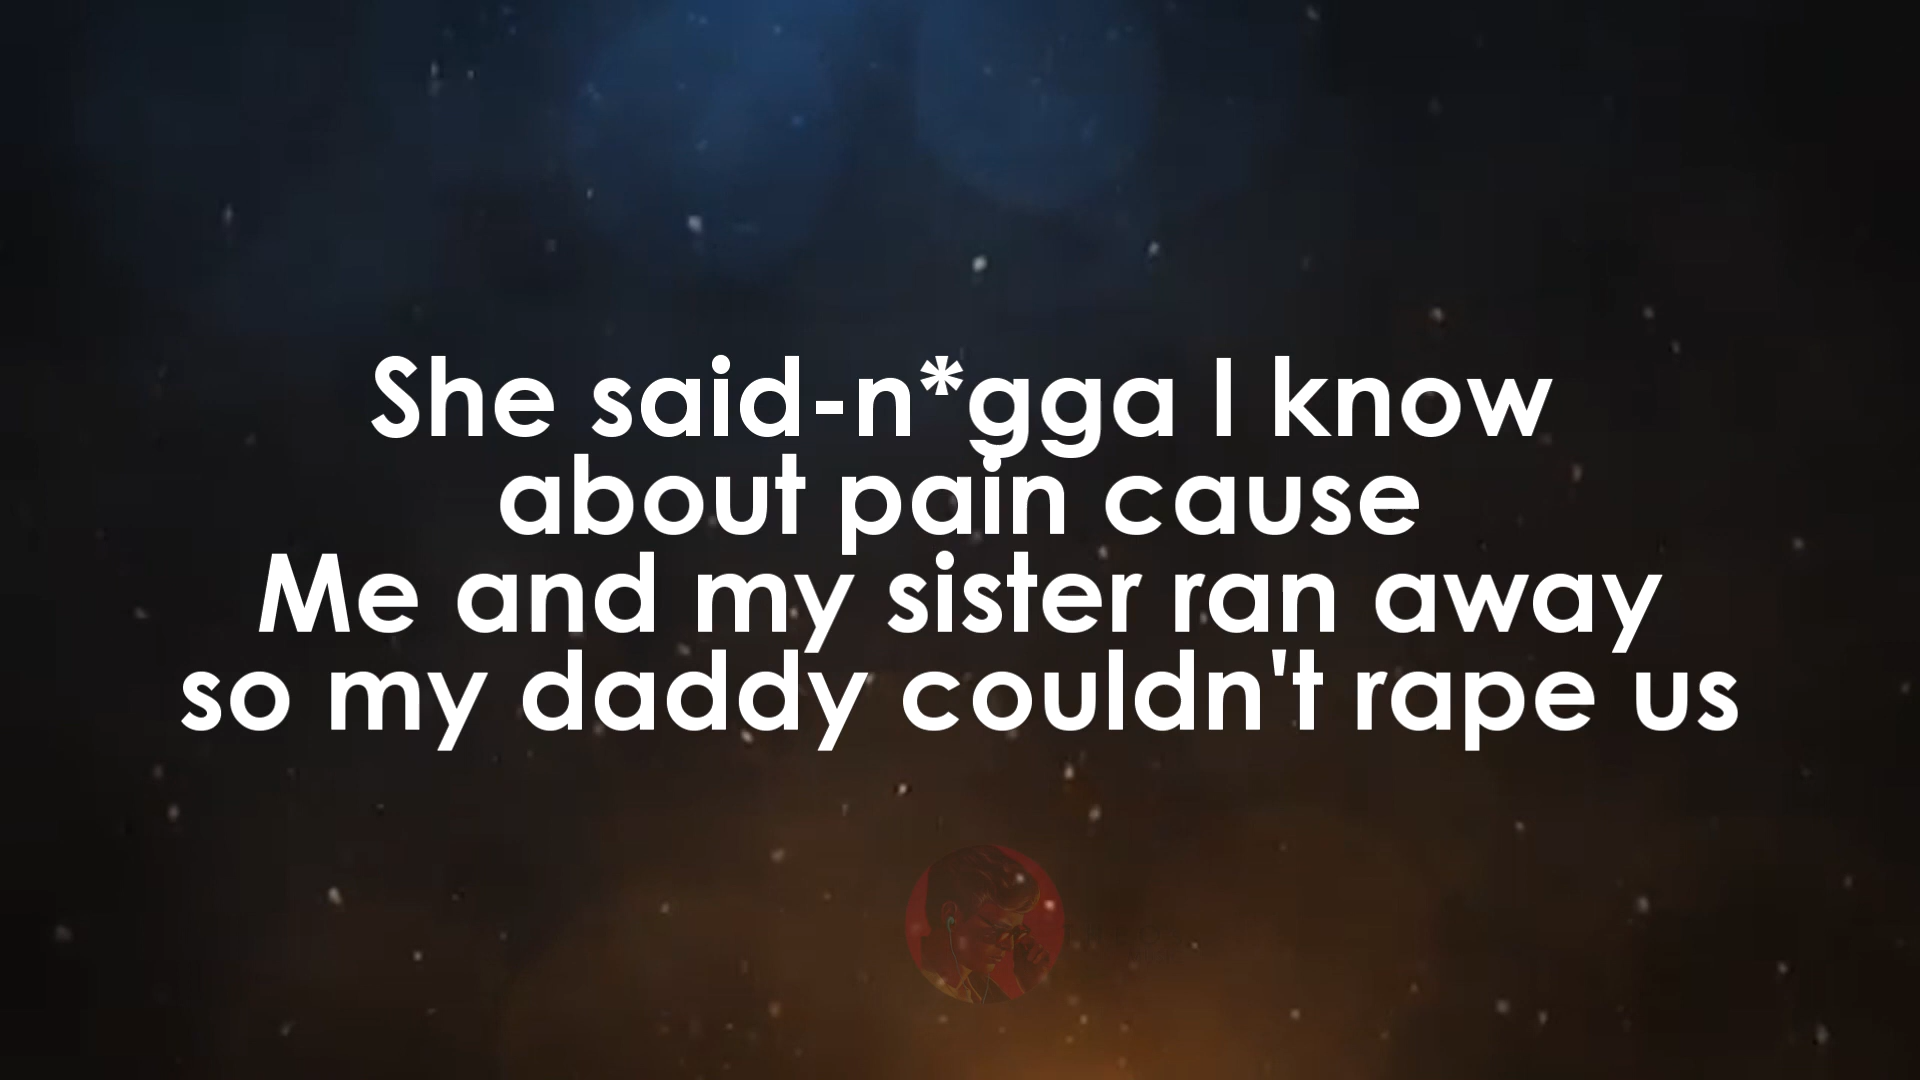 She said-n*gga I know
about pain cause
Me and my sister ran away
so my daddy couldn't rape us